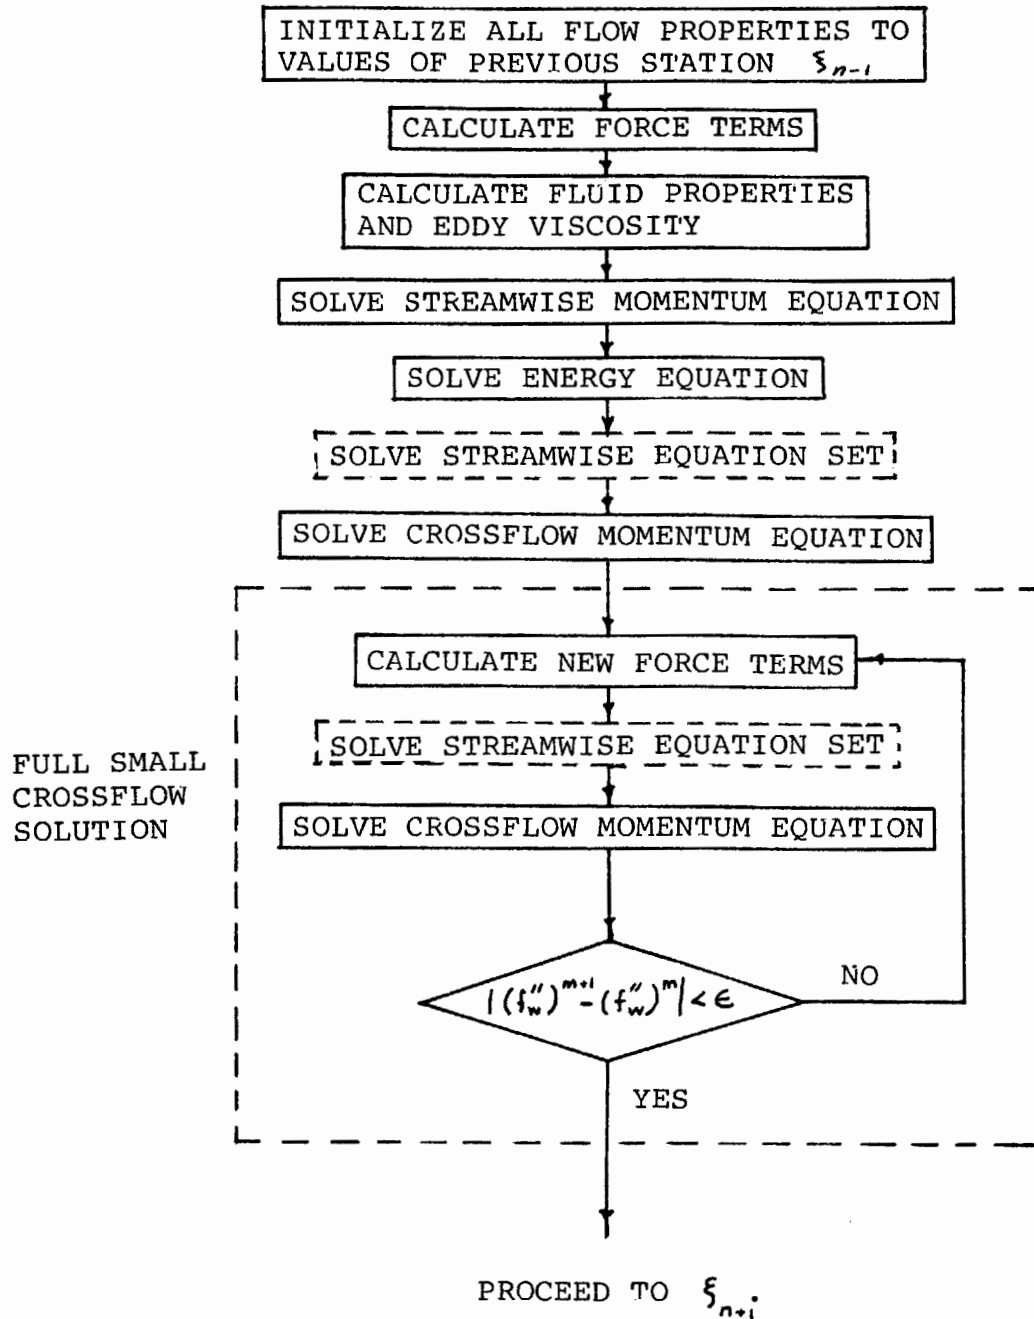 INITIALIZE ALL FLOW PROPERTIES TO
VALUES OF PREVIOUS STATION ξₙ₋₁
CALCULATE FORCE TERMS
CALCULATE FLUID PROPERTIES
AND EDDY VISCOSITY
SOLVE STREAMWISE MOMENTUM EQUATION
SOLVE ENERGY EQUATION
SOLVE STREAMWISE EQUATION SET
SOLVE CROSSFLOW MOMENTUM EQUATION
CALCULATE NEW FORCE TERMS
SOLVE STREAMWISE EQUATION SET
FULL SMALL
CROSSFLOW
SOLUTION
SOLVE CROSSFLOW MOMENTUM EQUATION
|(f_w'')^{m+1} - (f_w'')^m| < ε
NO
YES
PROCEED TO ξₙ₊₁